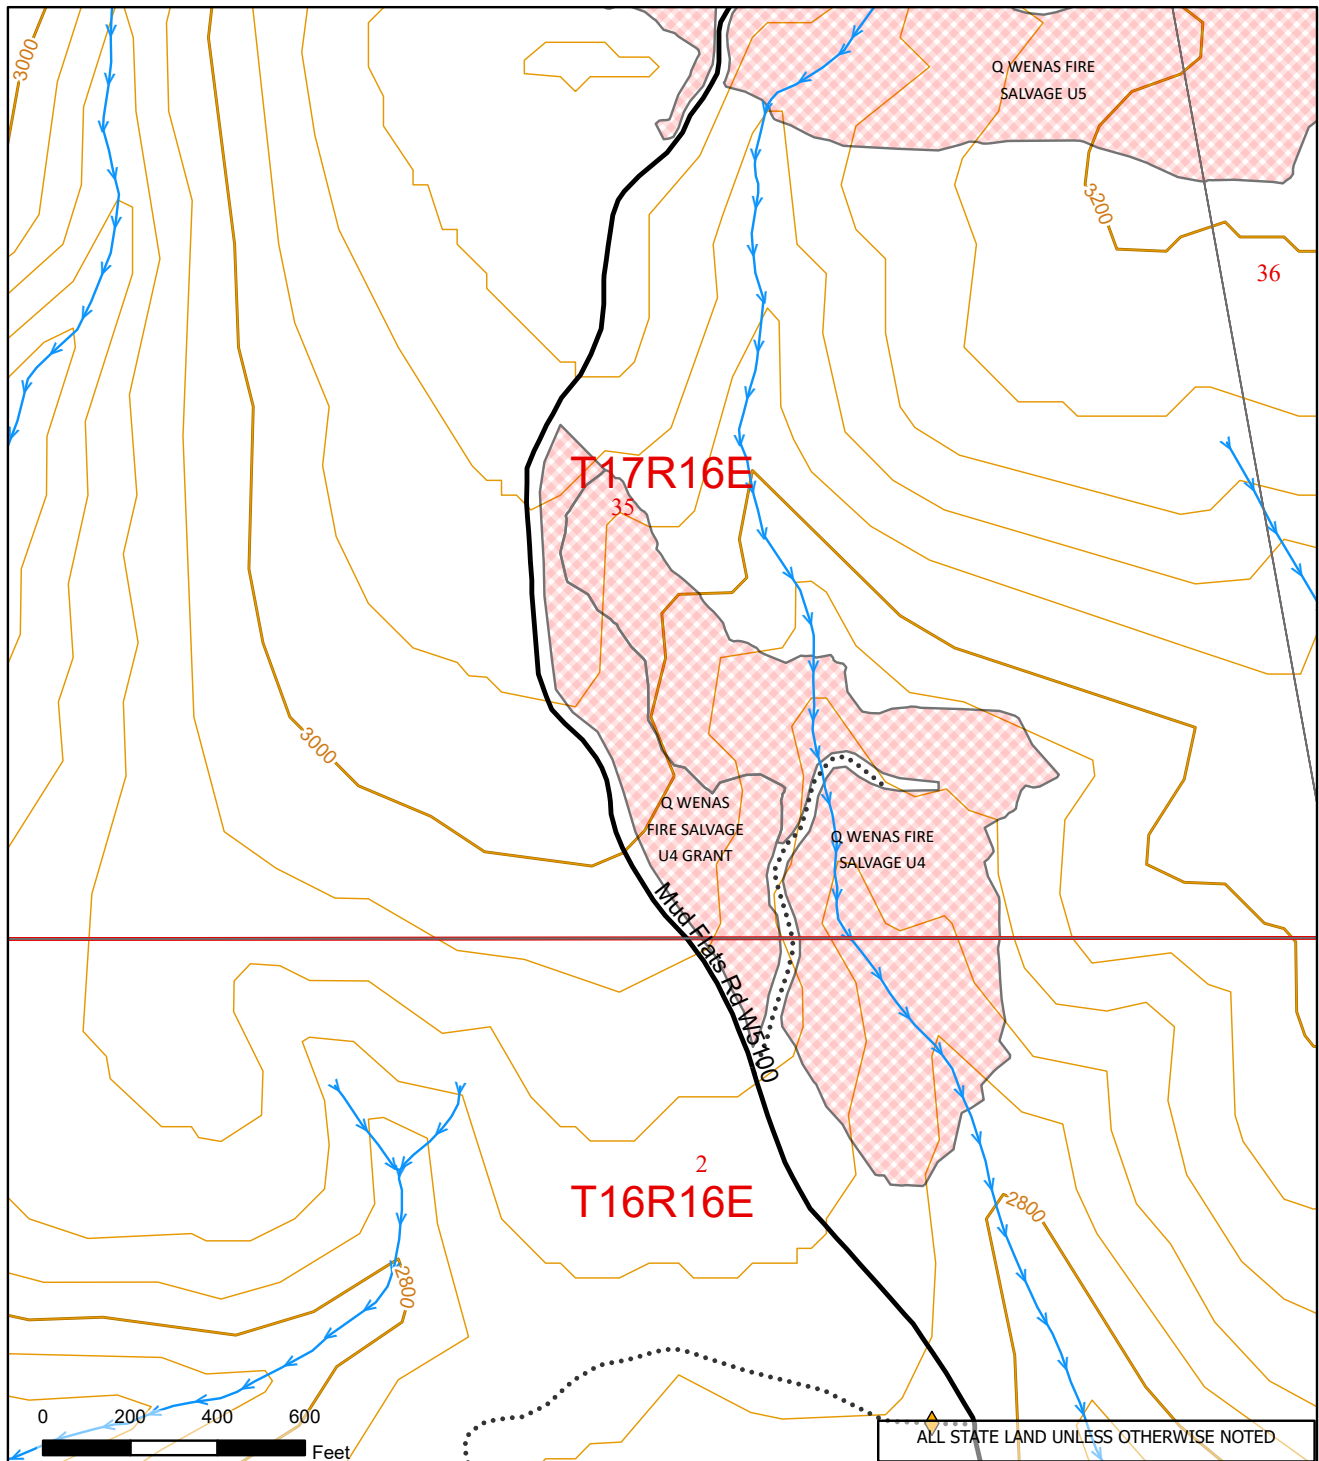 3000
Q WENAS FIRE
SALVAGE U5
3200
36
T17R16E
35
3000
Q WENAS
FIRE SALVAGE
U4 GRANT
Q WENAS FIRE
SALVAGE U4
Mud Flats Rd W5100
2
T16R16E
2800
2800
0 200 400 600
Feet
ALL STATE LAND UNLESS OTHERWISE NOTED